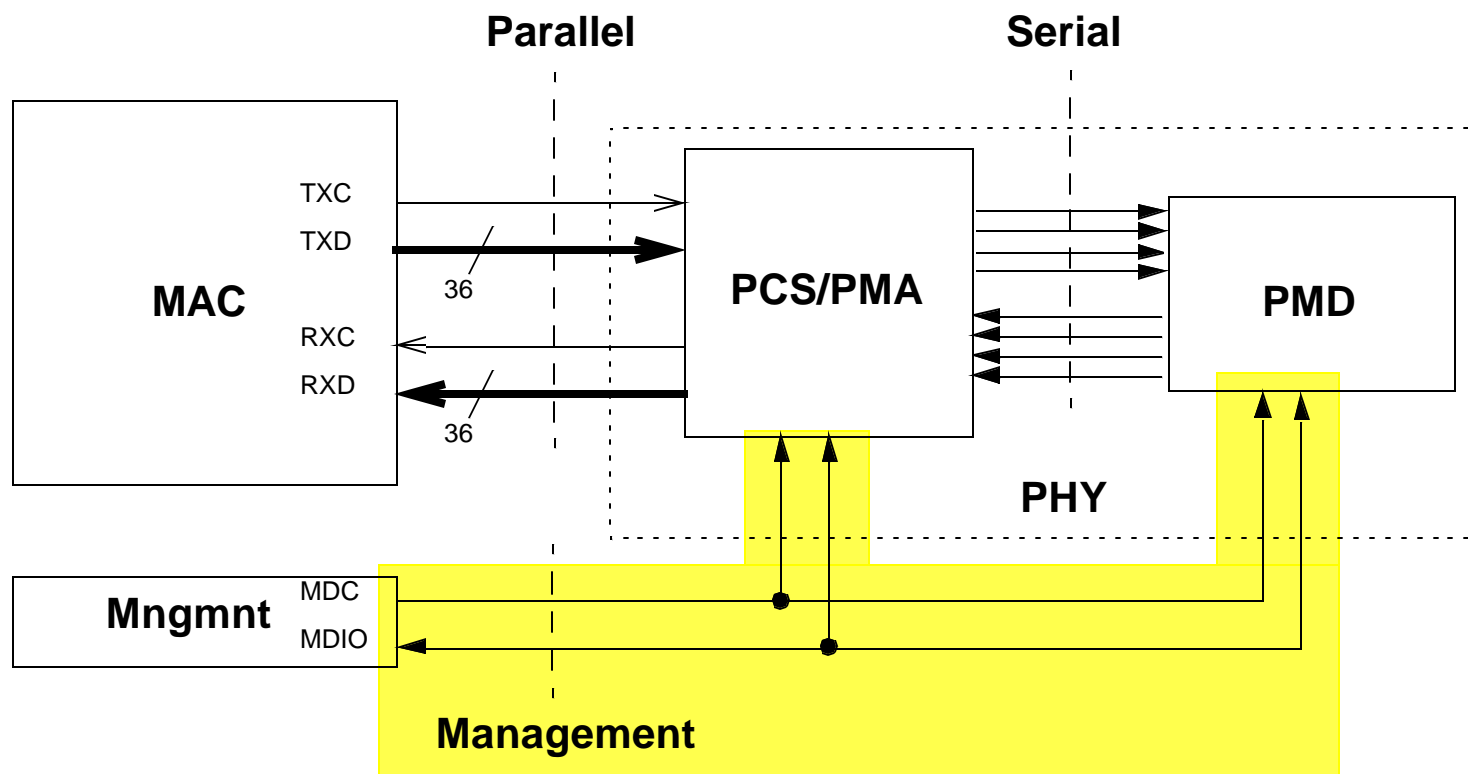 Parallel
Serial
TXC
TXD
36
MAC
RXC
RXD
36
PCS/PMA
PMD
PHY
Mngmnt
MDC
MDIO
Management